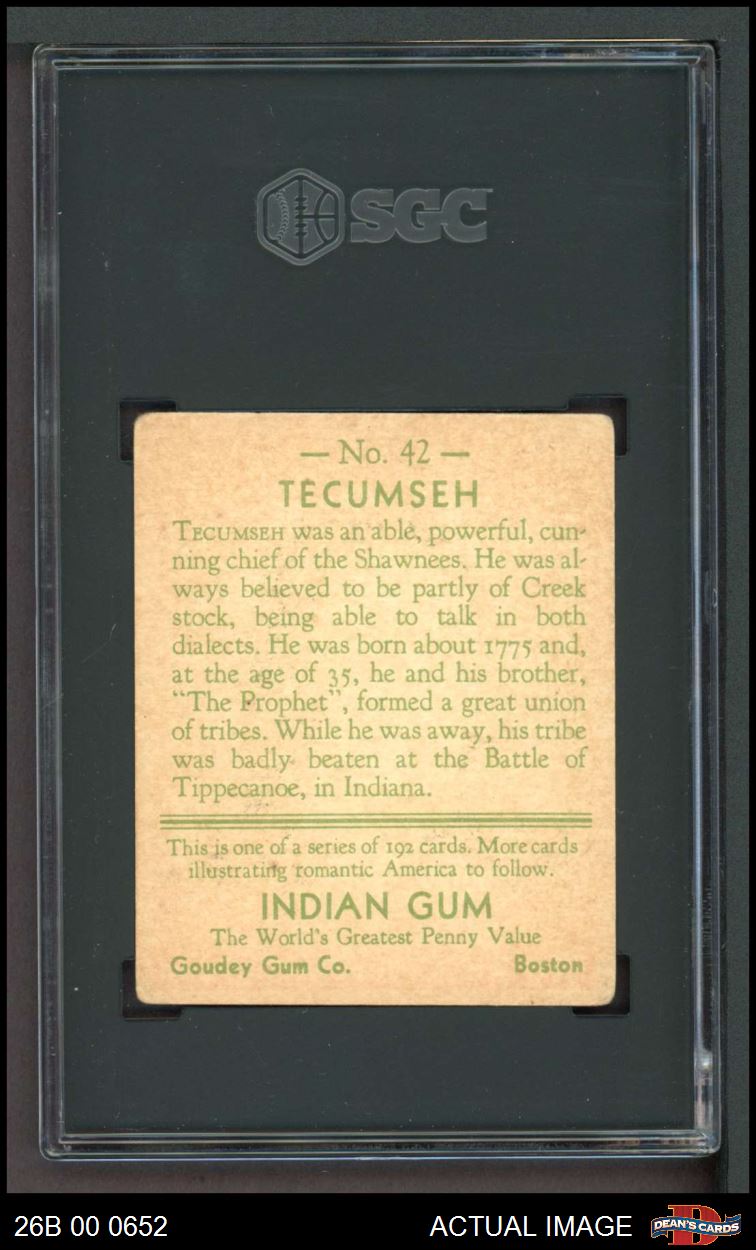 SGC
— No. 42 —
TECUMSEH
TECUMSEH was an able, powerful, cun-
ning chief of the Shawnees. He was al-
ways believed to be partly of Creek
stock, being able to talk in both
dialects. He was born about 1775 and,
at the age of 35, he and his brother,
"The Prophet", formed a great union
of tribes. While he was away, his tribe
was badly beaten at the Battle of
Tippecanoe, in Indiana.
This is one of a series of 192 cards. More cards
illustrating romantic America to follow.
INDIAN GUM
The World's Greatest Penny Value
Goudey Gum Co. Boston
26B 00 0652 ACTUAL IMAGE D DEAN'S CARDS